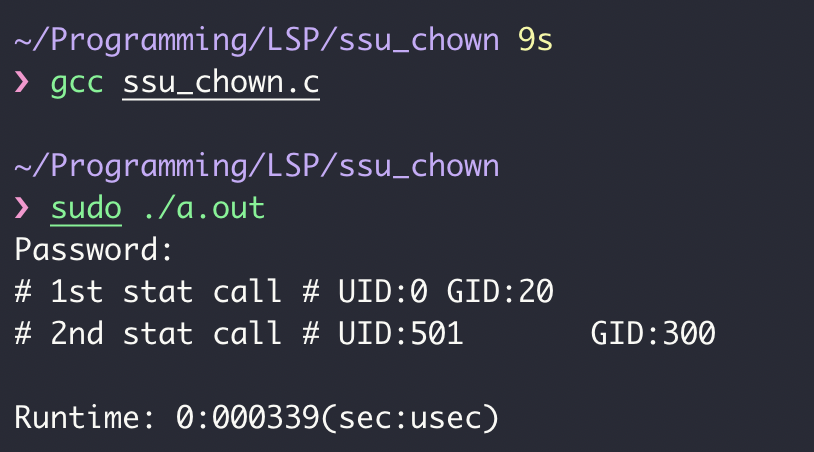 ~/Programming/LSP/ssu_chown 9s
❯ gcc ssu_chown.c
~/Programming/LSP/ssu_chown
❯ sudo ./a.out
Password:
# 1st stat call # UID:0 GID:20
# 2nd stat call # UID:501       GID:300
Runtime: 0:000339(sec:usec)